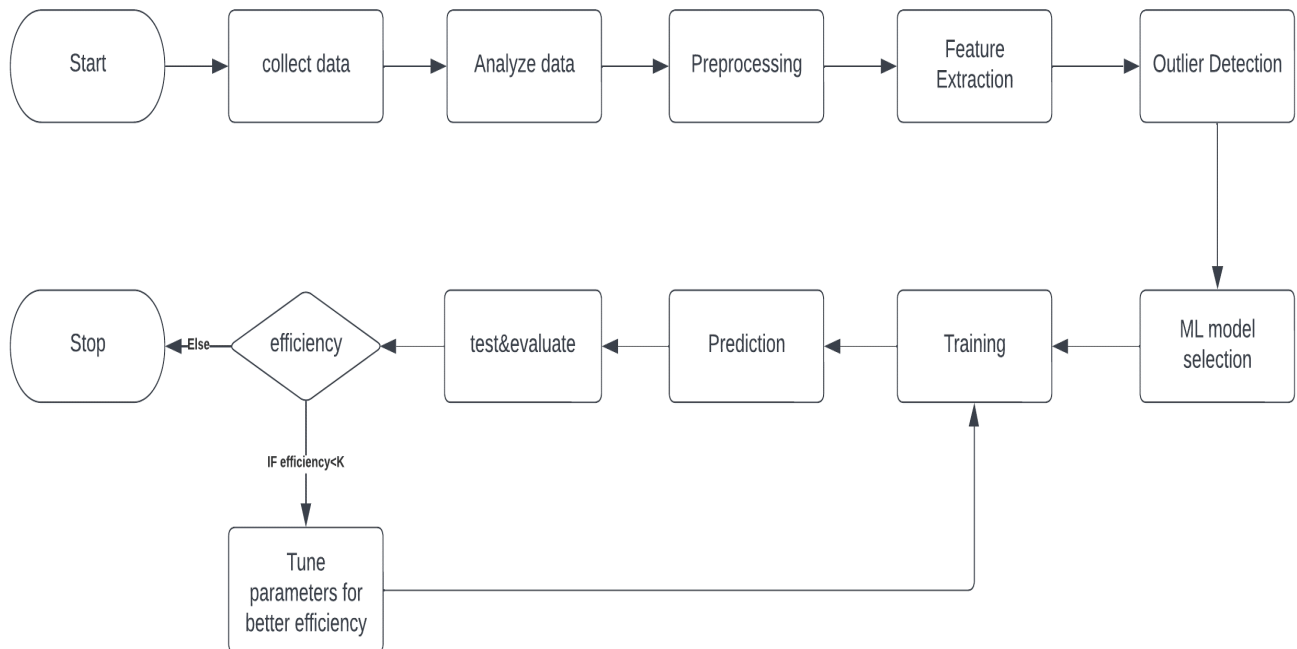 Start
collect data
Analyze data
Preprocessing
Feature
Extraction
Outlier Detection
Stop
Else
efficiency
test&evaluate
Prediction
Training
ML model
selection
IF efficiency<K
Tune
parameters for
better efficiency